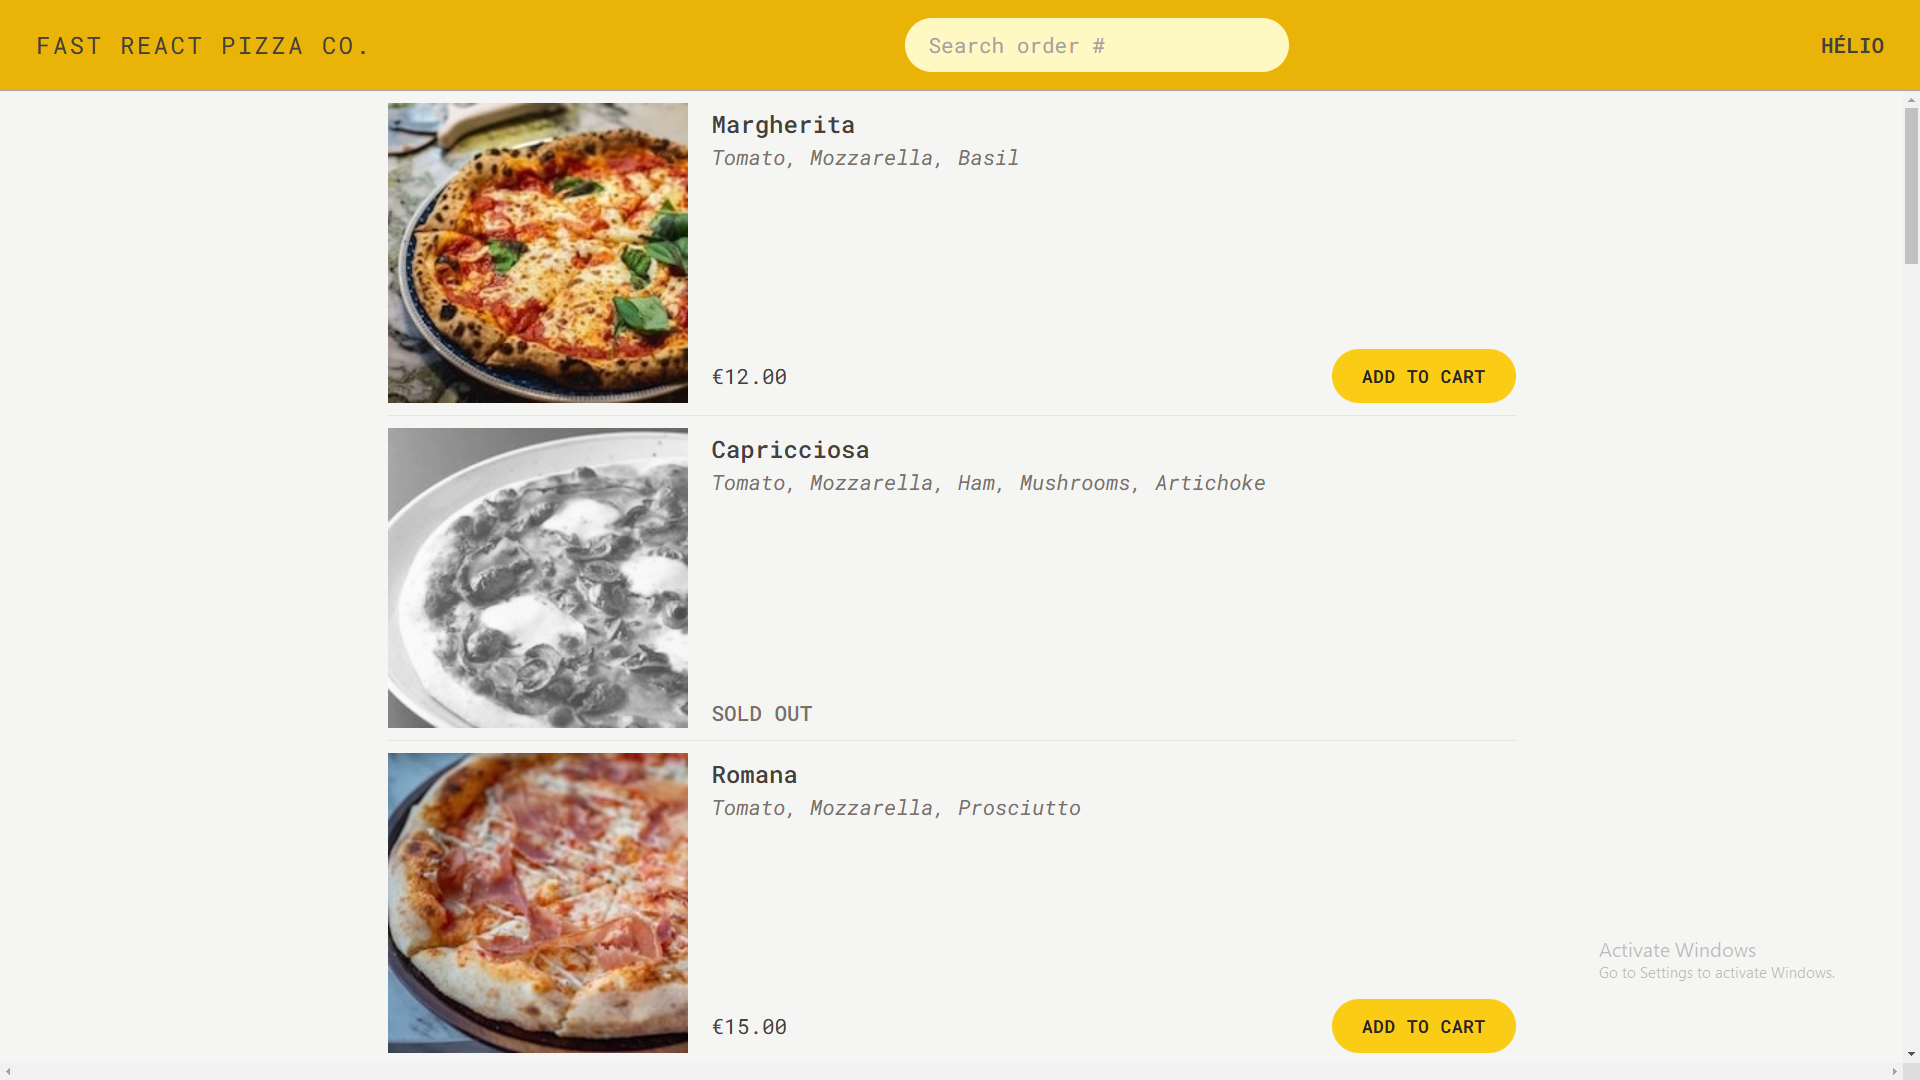 FAST REACT PIZZA CO.
Search order #
HÉLIO
Margherita
Tomato, Mozzarella, Basil
€12.00
ADD TO CART
Capricciosa
Tomato, Mozzarella, Ham, Mushrooms, Artichoke
SOLD OUT
Romana
Tomato, Mozzarella, Prosciutto
€15.00
ADD TO CART
Activate Windows
Go to Settings to activate Windows.